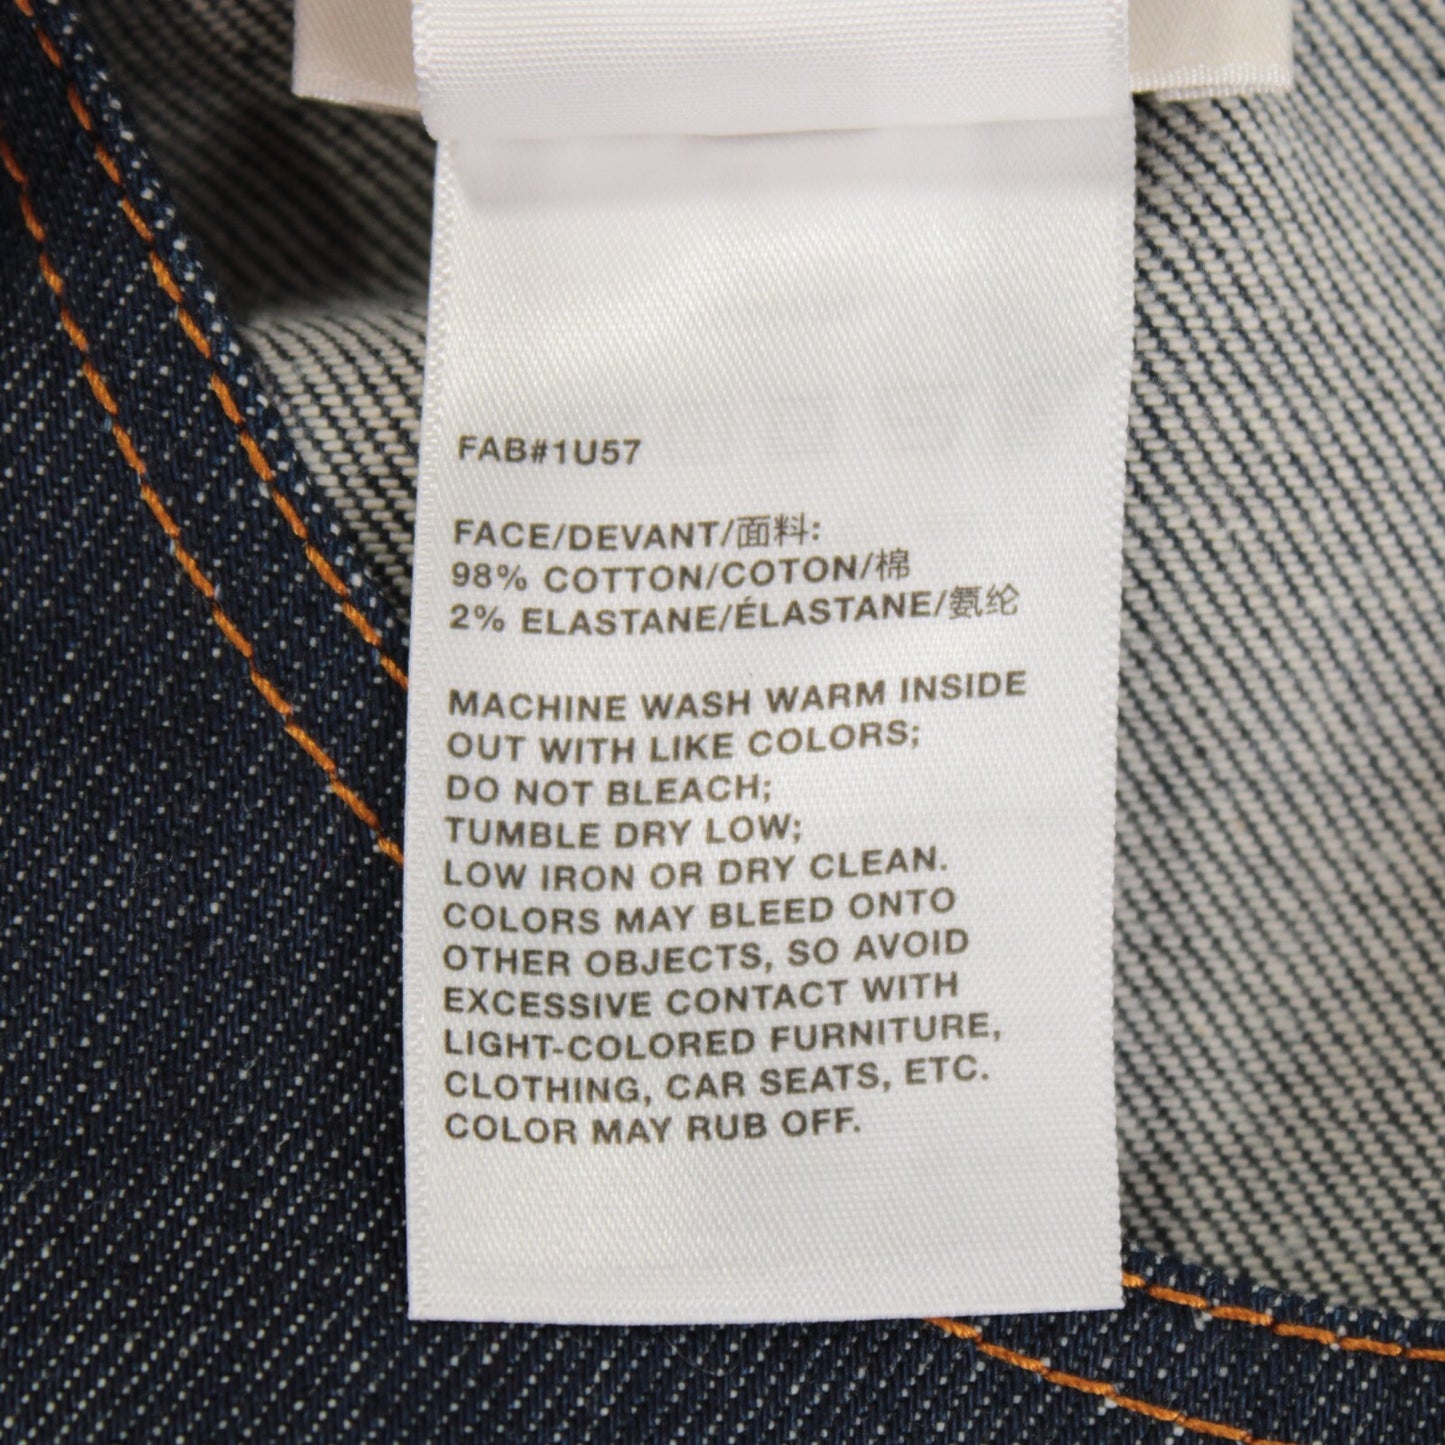 FAB#1U57
FACE/DEVANT/面料:
98% COTTON/COTON/棉
2% ELASTANE/ÉLASTANE/氨纶
MACHINE WASH WARM INSIDE
OUT WITH LIKE COLORS;
DO NOT BLEACH;
TUMBLE DRY LOW;
LOW IRON OR DRY CLEAN.
COLORS MAY BLEED ONTO
OTHER OBJECTS, SO AVOID
EXCESSIVE CONTACT WITH
LIGHT-COLORED FURNITURE,
CLOTHING, CAR SEATS, ETC.
COLOR MAY RUB OFF.